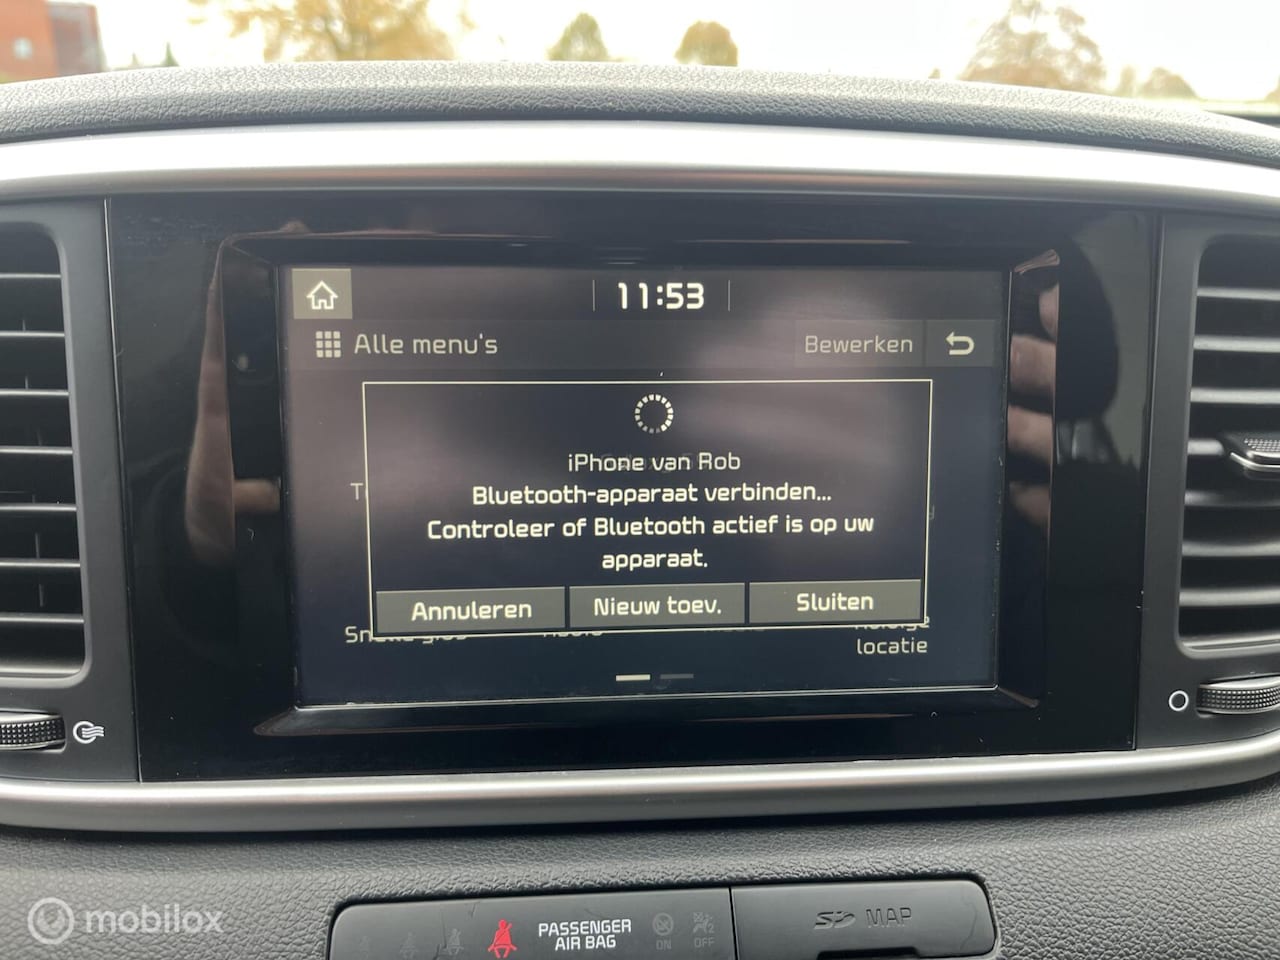 11:53
Alle menu's
Bewerken
iPhone van Rob
Bluetooth-apparaat verbinden...
Controleer of Bluetooth actief is op uw
apparaat.
Annuleren
Nieuw toev.
Sluiten
locatie
PASSENGER
AIR BAG
ON
OFF
SD MAP
mobilox